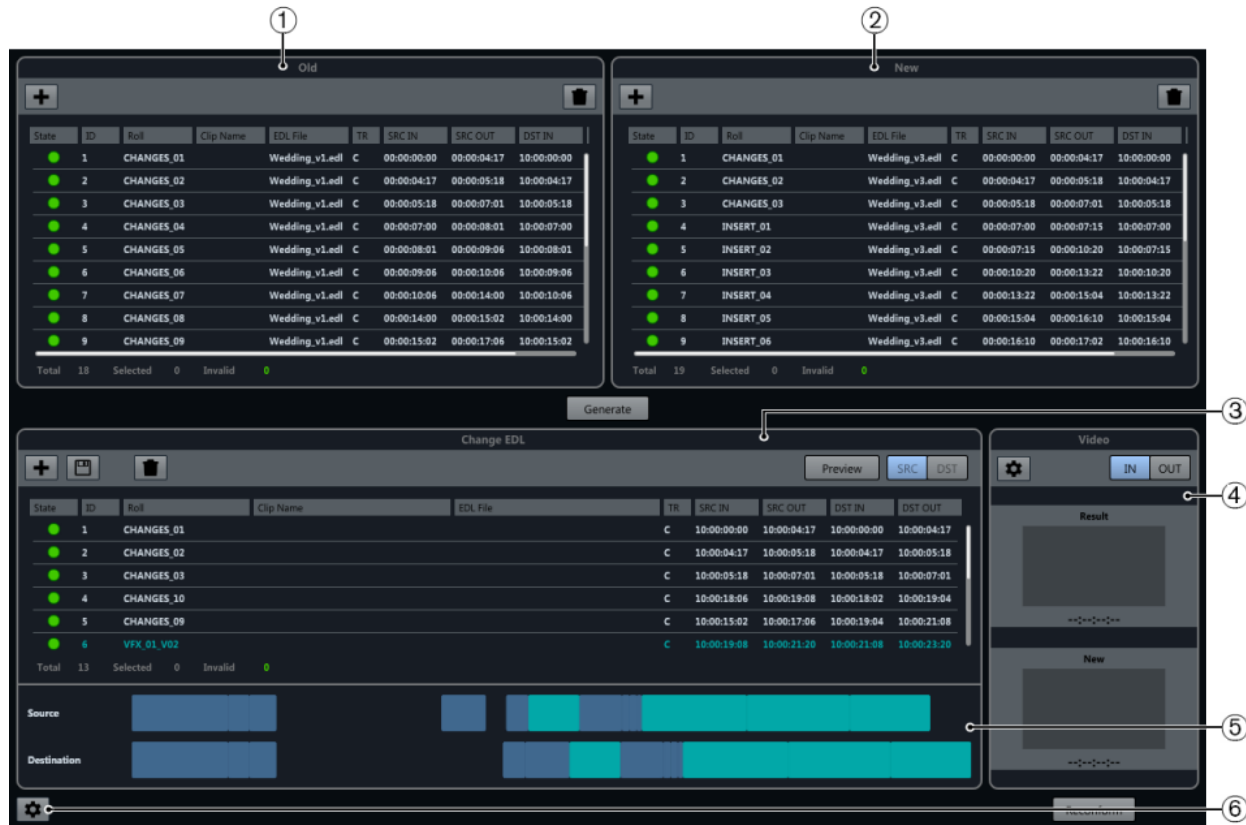 1 2
Old New
State ID Roll Clip Name EDL File TR SRC IN SRC OUT DST IN State ID Roll Clip Name EDL File TR SRC IN SRC OUT DST IN
1 CHANGES_01 Wedding_v1.edl C 00:00:00:00 00:00:04:17 10:00:00:00 1 CHANGES_01 Wedding_v3.edl C 00:00:00:00 00:00:04:17 10:00:00:00
2 CHANGES_02 Wedding_v1.edl C 00:00:04:17 00:00:05:18 10:00:04:17 2 CHANGES_02 Wedding_v3.edl C 00:00:04:17 00:00:05:18 10:00:04:17
3 CHANGES_03 Wedding_v1.edl C 00:00:05:18 00:00:07:01 10:00:05:18 3 CHANGES_03 Wedding_v3.edl C 00:00:05:18 00:00:07:01 10:00:05:18
4 CHANGES_04 Wedding_v1.edl C 00:00:07:00 00:00:08:01 10:00:07:00 4 INSERT_01 Wedding_v3.edl C 00:00:07:00 00:00:07:15 10:00:07:00
5 CHANGES_05 Wedding_v1.edl C 00:00:08:01 00:00:09:06 10:00:08:01 5 INSERT_02 Wedding_v3.edl C 00:00:07:15 00:00:10:20 10:00:07:15
6 CHANGES_06 Wedding_v1.edl C 00:00:09:06 00:00:10:06 10:00:09:06 6 INSERT_03 Wedding_v3.edl C 00:00:10:20 00:00:13:22 10:00:10:20
7 CHANGES_07 Wedding_v1.edl C 00:00:10:06 00:00:14:00 10:00:10:06 7 INSERT_04 Wedding_v3.edl C 00:00:13:22 00:00:15:04 10:00:13:22
8 CHANGES_08 Wedding_v1.edl C 00:00:14:00 00:00:15:02 10:00:14:00 8 INSERT_05 Wedding_v3.edl C 00:00:15:04 00:00:16:10 10:00:15:04
9 CHANGES_09 Wedding_v1.edl C 00:00:15:02 00:00:17:06 10:00:15:02 9 INSERT_06 Wedding_v3.edl C 00:00:16:10 00:00:17:02 10:00:16:10
Total 18 Selected 0 Invalid 0 Total 19 Selected 0 Invalid 0
Generate
3
Change EDL Video
Preview SRC DST IN OUT
4
State ID Roll Clip Name EDL File TR SRC IN SRC OUT DST IN DST OUT
Result
1 CHANGES_01 C 10:00:00:00 10:00:04:17 10:00:00:00 10:00:04:17
2 CHANGES_02 C 10:00:04:17 10:00:05:18 10:00:04:17 10:00:05:18
3 CHANGES_03 C 10:00:05:18 10:00:07:01 10:00:05:18 10:00:07:01
4 CHANGES_10 C 10:00:18:06 10:00:19:08 10:00:18:02 10:00:19:04
5 CHANGES_09 C 10:00:15:02 10:00:17:06 10:00:19:04 10:00:21:08
--:--:--:--
6 VFX_01_V02 C 10:00:19:08 10:00:21:20 10:00:21:08 10:00:23:20
Total 13 Selected 0 Invalid 0
New
Source
5
Destination
--:--:--:--
6
Reconform